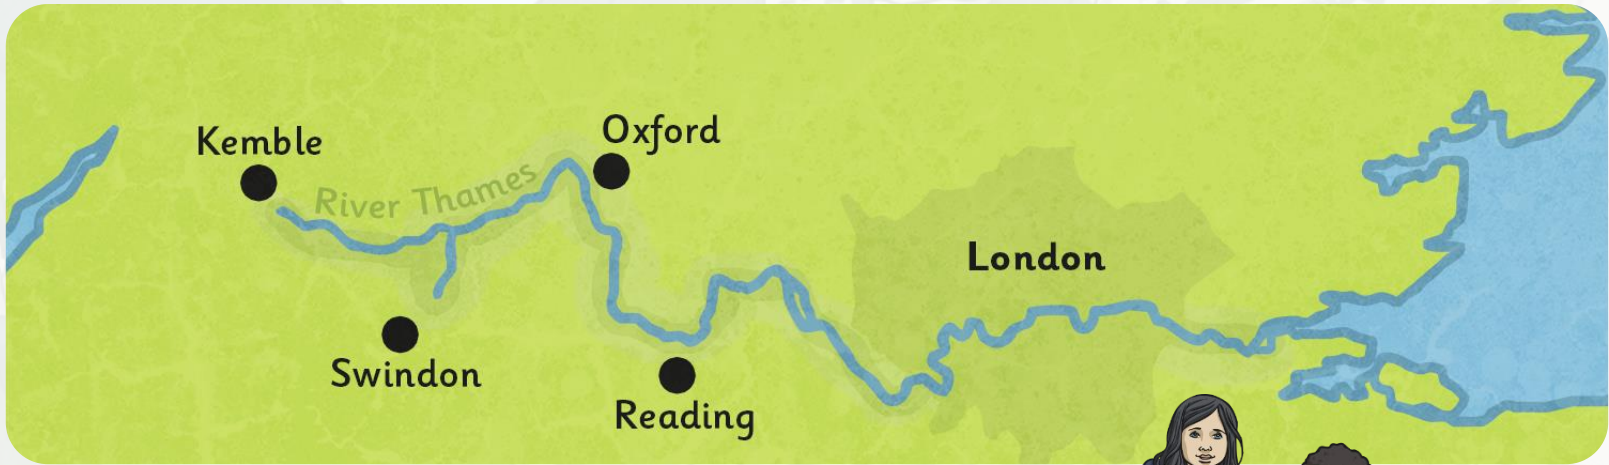 Oxford
Kemble
River Thames
London
Swindon
Reading